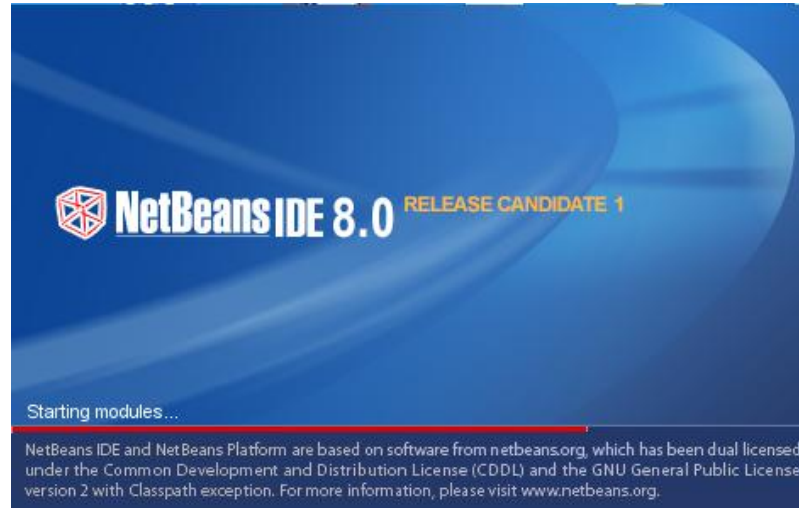 NetBeans IDE 8.0 RELEASE CANDIDATE 1
Starting modules...
NetBeans IDE and NetBeans Platform are based on software from netbeans.org, which has been dual licensed
under the Common Development and Distribution License (CDDL) and the GNU General Public License
version 2 with Classpath exception. For more information, please visit www.netbeans.org.